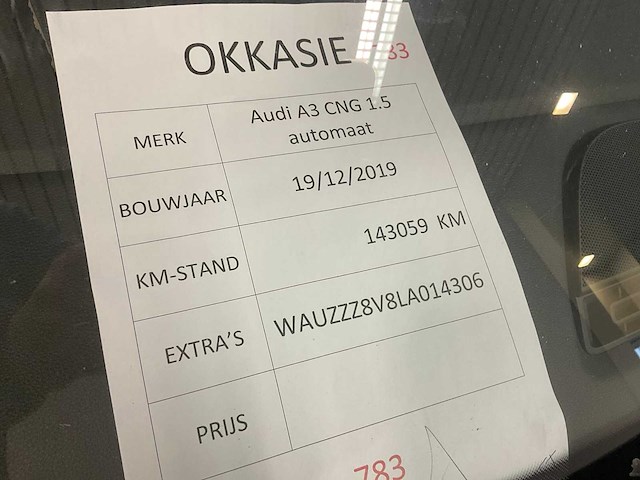 OKKASIE
MERK
Audi A3 CNG 1.5
automaat
BOUWJAAR
19/12/2019
KM-STAND
143059 KM
EXTRA'S
WAUZZZ8V8LA014306
PRIJS
783